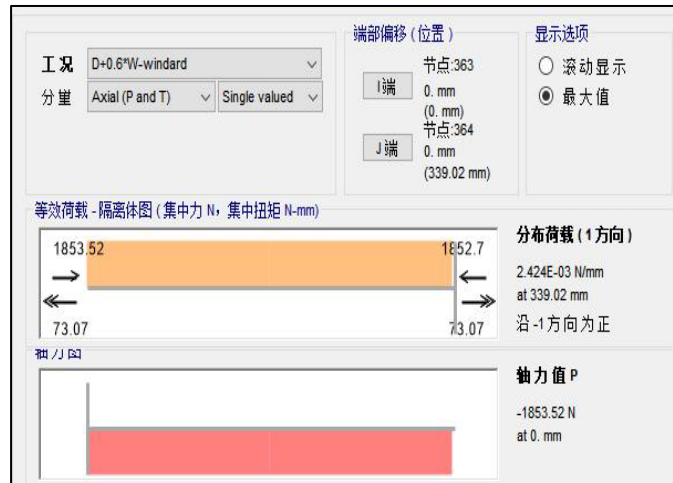 工况
D+0.6*W-windard
分量
Axial (P and T)
Single valued
端部偏移(位置)
I端
节点:363
0. mm
(0. mm)
J端
节点:364
0. mm
(339.02 mm)
显示选项
滚动显示
最大值
等效荷载 - 隔离体图(集中力 N,集中扭矩 N-mm)
1853.52
1852.7
73.07
73.07
分布荷载(1方向)
2.424E-03 N/mm
at 339.02 mm
沿 -1方向为正
轴力图
轴力值 P
-1853.52 N
at 0. mm